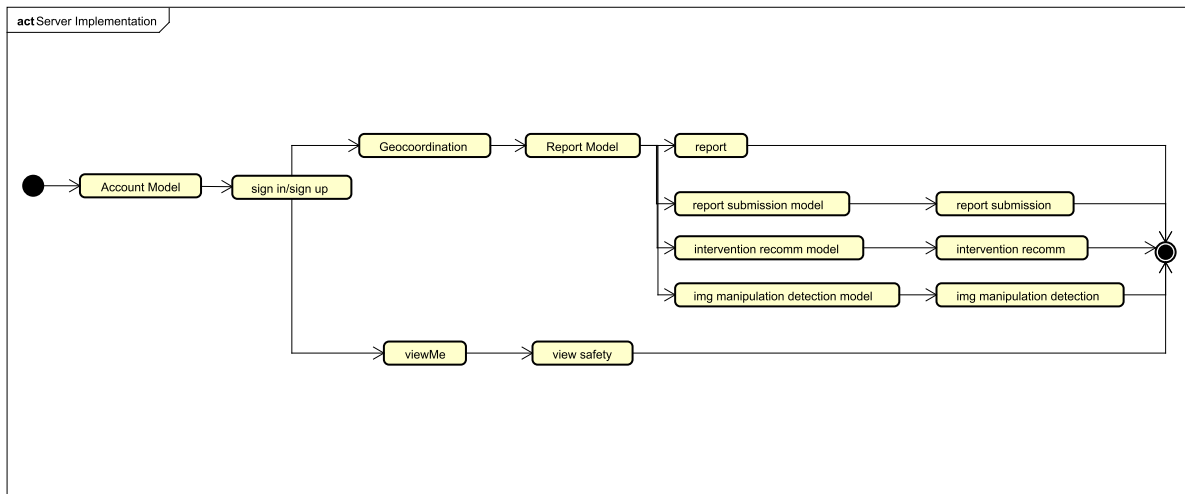 act Server Implementation
Geocoordination
Report Model
report
Account Model
sign in/sign up
report submission model
report submission
intervention recomm model
intervention recomm
img manipulation detection model
img manipulation detection
viewMe
view safety